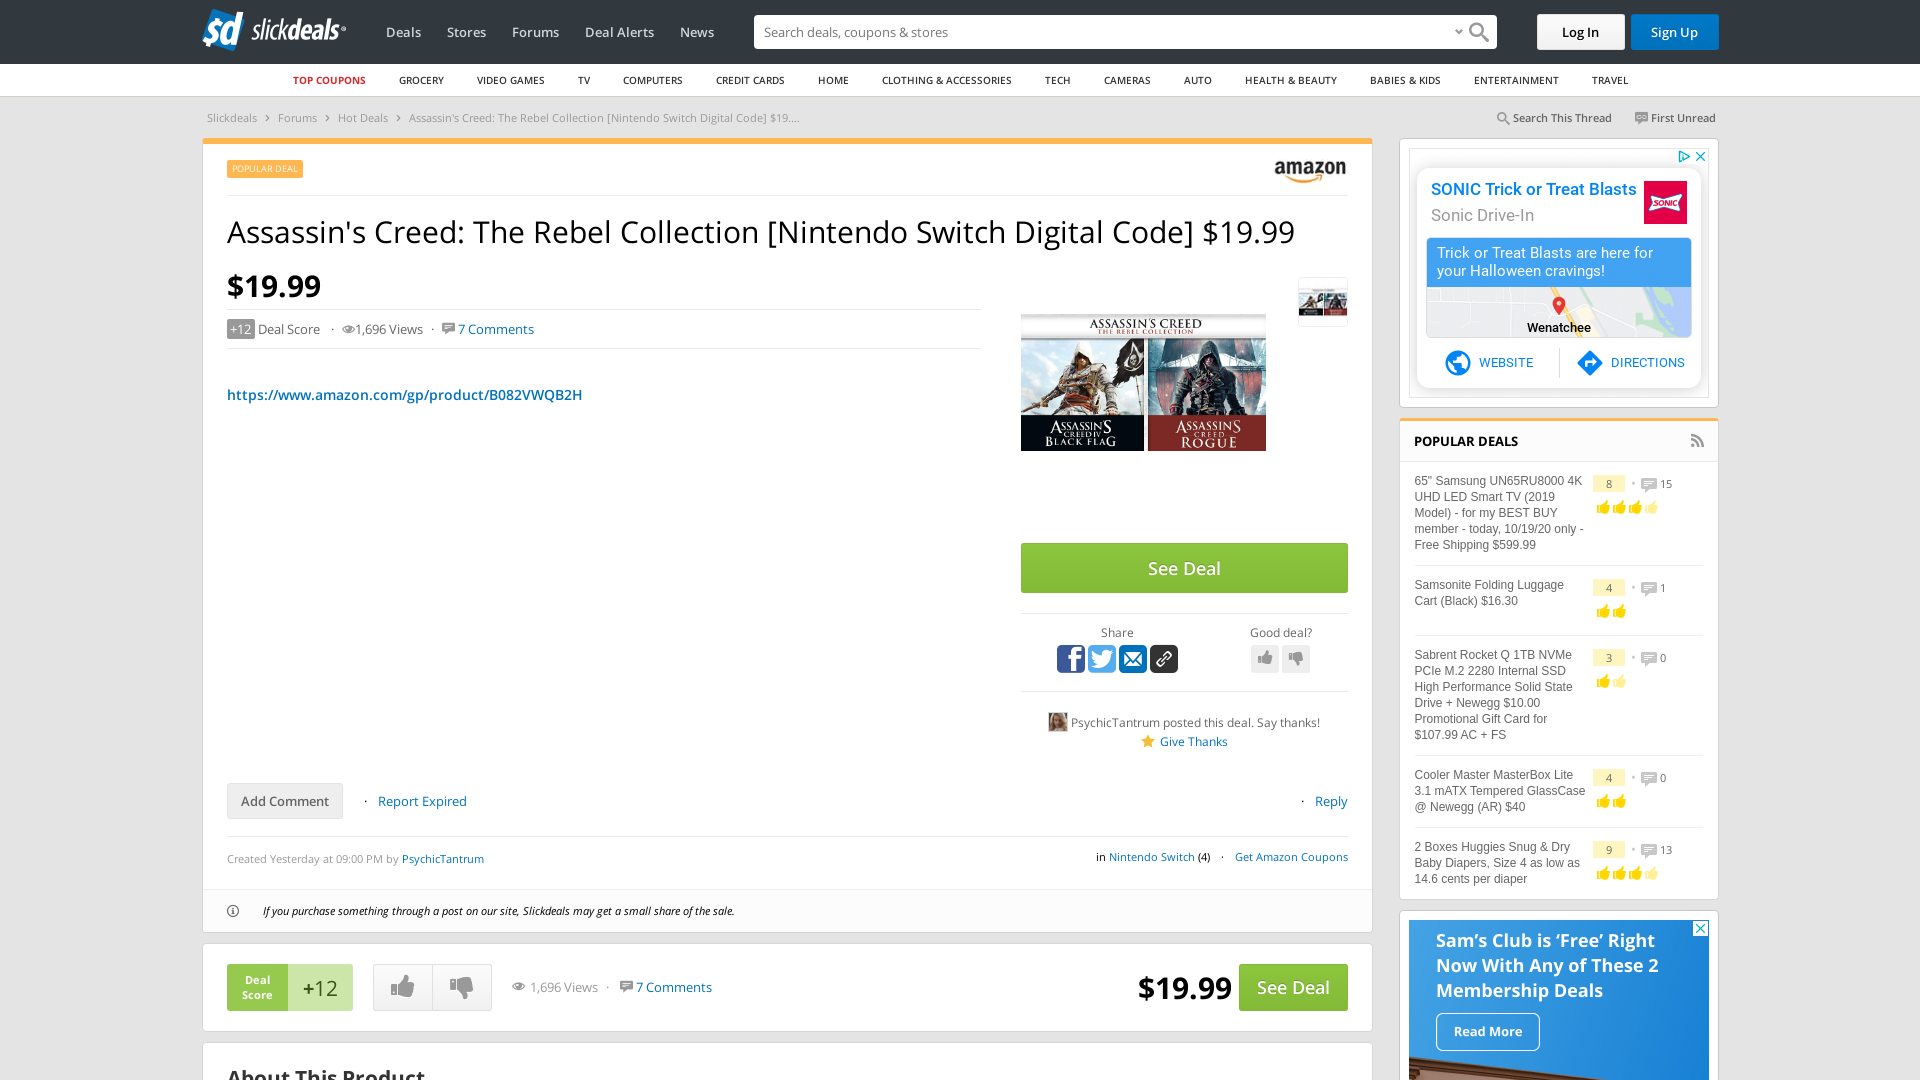 sd slickdeals
Deals
Stores
Forums
Deal Alerts
News
Search deals, coupons & stores
Log In
Sign Up
TOP COUPONS
GROCERY
VIDEO GAMES
TV
COMPUTERS
CREDIT CARDS
HOME
CLOTHING & ACCESSORIES
TECH
CAMERAS
AUTO
HEALTH & BEAUTY
BABIES & KIDS
ENTERTAINMENT
TRAVEL
Slickdeals > Forums > Hot Deals > Assassin's Creed: The Rebel Collection [Nintendo Switch Digital Code] $19....
Search This Thread
First Unread
POPULAR DEAL
amazon
Assassin's Creed: The Rebel Collection [Nintendo Switch Digital Code] $19.99
$19.99
+12 Deal Score · 1,696 Views · 7 Comments
https://www.amazon.com/gp/product/B082VWQB2H
ASSASSIN'S CREED
THE REBEL COLLECTION
ASSASSIN'S
CREED IV
BLACK FLAG
ASSASSIN'S
CREED
ROGUE
See Deal
Share
Good deal?
PsychicTantrum posted this deal. Say thanks!
Give Thanks
Add Comment
· Report Expired
· Reply
Created Yesterday at 09:00 PM by PsychicTantrum
in Nintendo Switch (4) · Get Amazon Coupons
If you purchase something through a post on our site, Slickdeals may get a small share of the sale.
Deal
Score
+12
1,696 Views · 7 Comments
$19.99
See Deal
About This Product
SONIC Trick or Treat Blasts
Sonic Drive-In
SONIC
Trick or Treat Blasts are here for
your Halloween cravings!
Wenatchee
WEBSITE
DIRECTIONS
POPULAR DEALS
65" Samsung UN65RU8000 4K
UHD LED Smart TV (2019
Model) - for my BEST BUY
member - today, 10/19/20 only -
Free Shipping $599.99
8 • 15
Samsonite Folding Luggage
Cart (Black) $16.30
4 • 1
Sabrent Rocket Q 1TB NVMe
PCIe M.2 2280 Internal SSD
High Performance Solid State
Drive + Newegg $10.00
Promotional Gift Card for
$107.99 AC + FS
3 • 0
Cooler Master MasterBox Lite
3.1 mATX Tempered GlassCase
@ Newegg (AR) $40
4 • 0
2 Boxes Huggies Snug & Dry
Baby Diapers, Size 4 as low as
14.6 cents per diaper
9 • 13
Sam's Club is ‘Free’ Right
Now With Any of These 2
Membership Deals
Read More